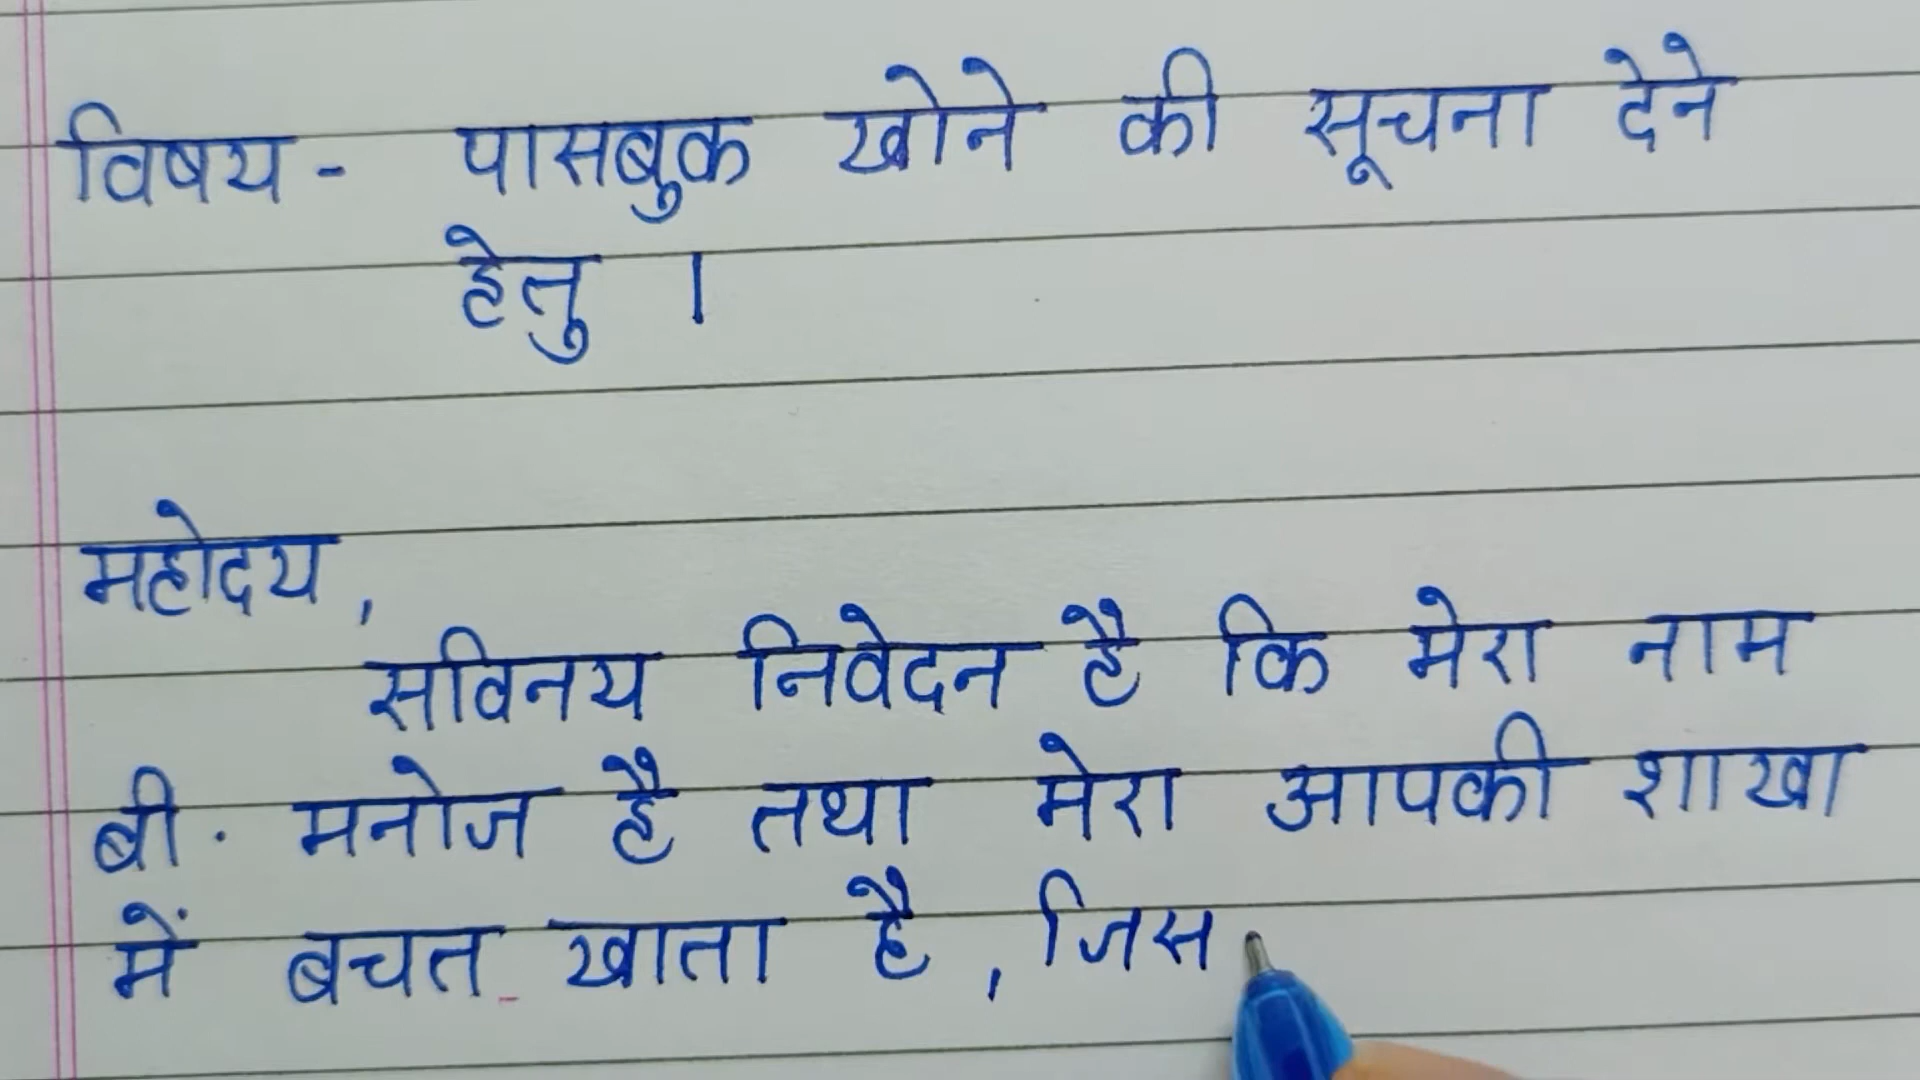 विषय - पासबुक खोने की सूचना देने
हेतु ।
महोदय,
सविनय निवेदन है कि मेरा नाम
बी. मनोज है तथा मेरा आपकी शाखा
में बचत खाता है, जिस